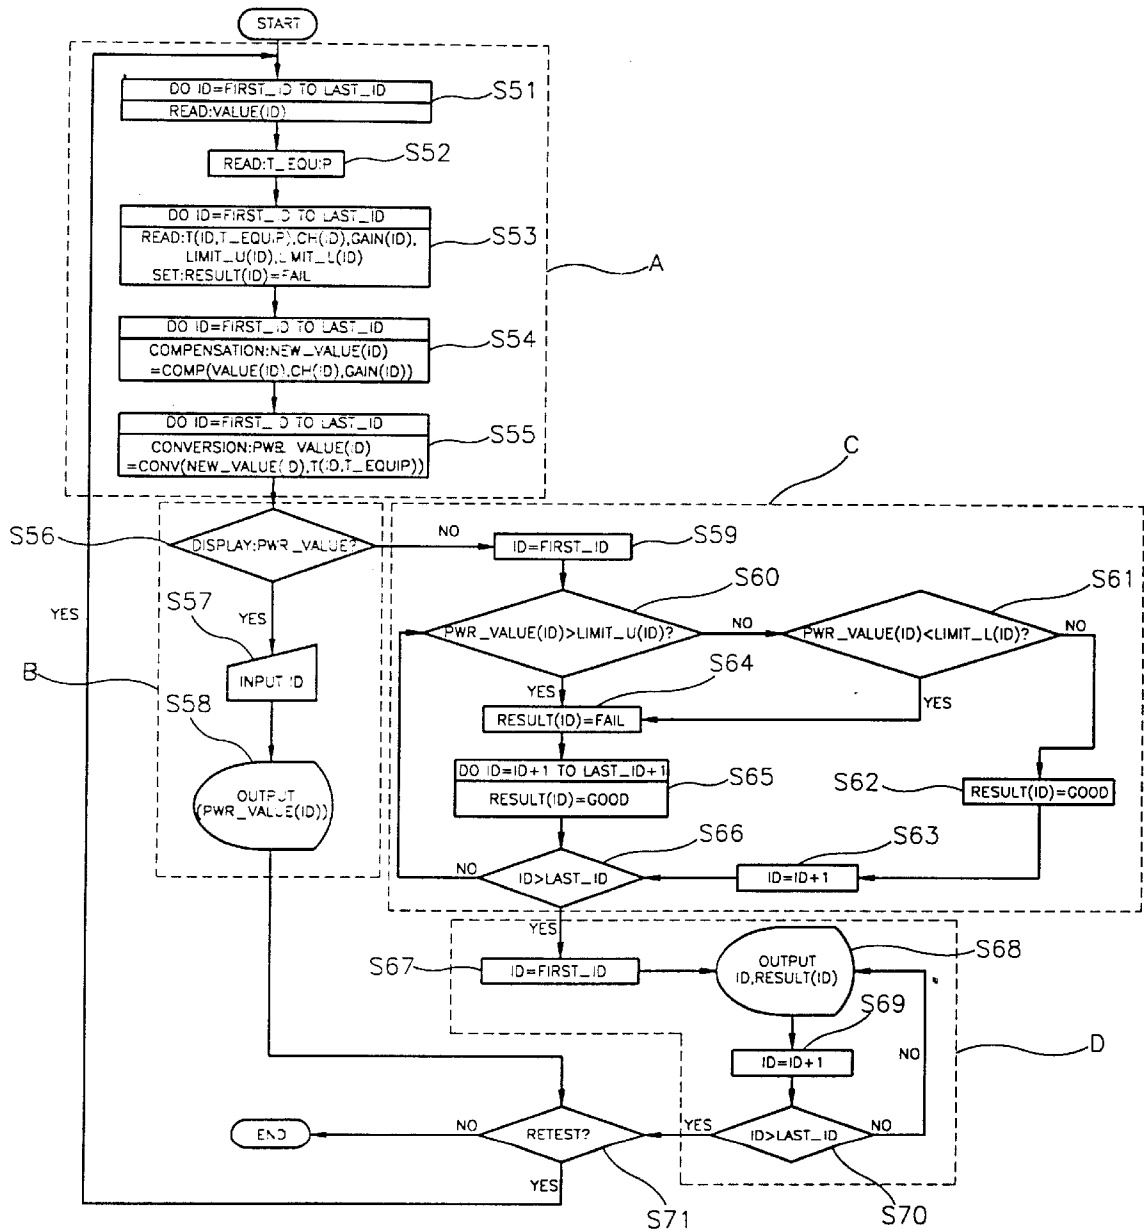 START
DO ID=FIRST_ID TO LAST_ID
READ:VALUE(ID)
S51
READ:T_EQUIP
S52
DO ID=FIRST_ID TO LAST_ID
READ:T(ID,T_EQUIP),CH(ID),GAIN(ID),
LIMIT_U(ID),LIMIT_L(ID)
SET:RESULT(ID)=FAIL
S53
A
DO ID=FIRST_ID TO LAST_ID
COMPENSATION:NEW_VALUE(ID)
=COMP(VALUE(ID),CH(ID),GAIN(ID))
S54
DO ID=FIRST_ID TO LAST_ID
CONVERSION:PWR_VALUE(ID)
=CONV(NEW_VALUE(ID),T(ID,T_EQUIP))
S55
C
S56
DISPLAY:PWR_VALUE?
NO
ID=FIRST_ID
S59
YES
YES
S57
INPUT ID
B
S58
OUTPUT
(PWR_VALUE(ID))
S60
PWR_VALUE(ID)>LIMIT_U(ID)?
NO
S61
PWR_VALUE(ID)<LIMIT_L(ID)?
NO
YES
S64
YES
RESULT(ID)=FAIL
DO ID=ID+1 TO LAST_ID+1
RESULT(ID)=GOOD
S65
S62
RESULT(ID)=GOOD
S66
S63
NO
ID>LAST_ID
ID=ID+1
YES
S67
ID=FIRST_ID
OUTPUT
ID,RESULT(ID)
S68
S69
ID=ID+1
NO
D
END
NO
RETEST?
YES
ID>LAST_ID
NO
YES
S71
S70